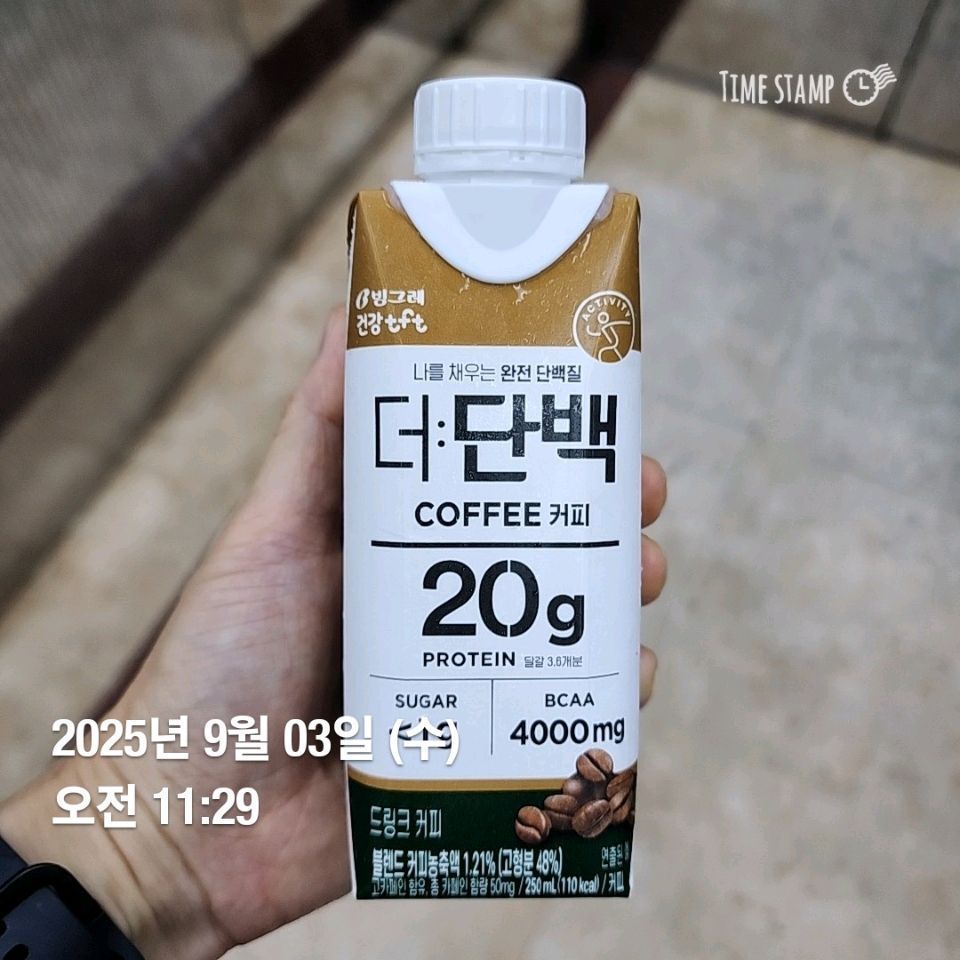 TIME STAMP
빙그레
건강tft
ACTIVITY
나를 채우는 완전 단백질
더:단백
COFFEE 커피
20g
PROTEIN 달걀 3.6개분
SUGAR
<1g
BCAA
4000mg
2025년 9월 03일 (수)
오전 11:29
드링크 커피
블렌드 커피농축액 1.21% (고형분 48%)
고카페인 함유, 총 카페인 함량 50mg / 250 mL (110 kcal) / 커피